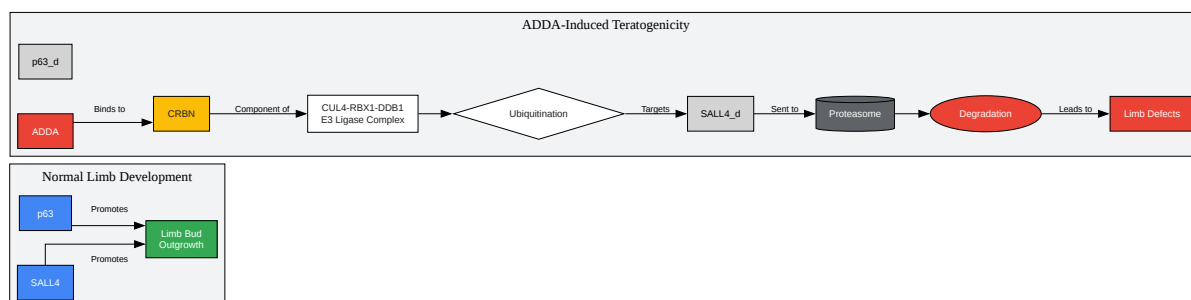 ADDA-Induced Teratogenicity
p63_d
ADDA
Binds to
CRBN
Component of
CUL4-RBX1-DDB1
E3 Ligase Complex
Ubiquitination
Targets
SALL4_d
Sent to
Proteasome
Degradation
Leads to
Limb Defects
Normal Limb Development
p63
Promotes
Limb Bud
Outgrowth
Promotes
SALL4